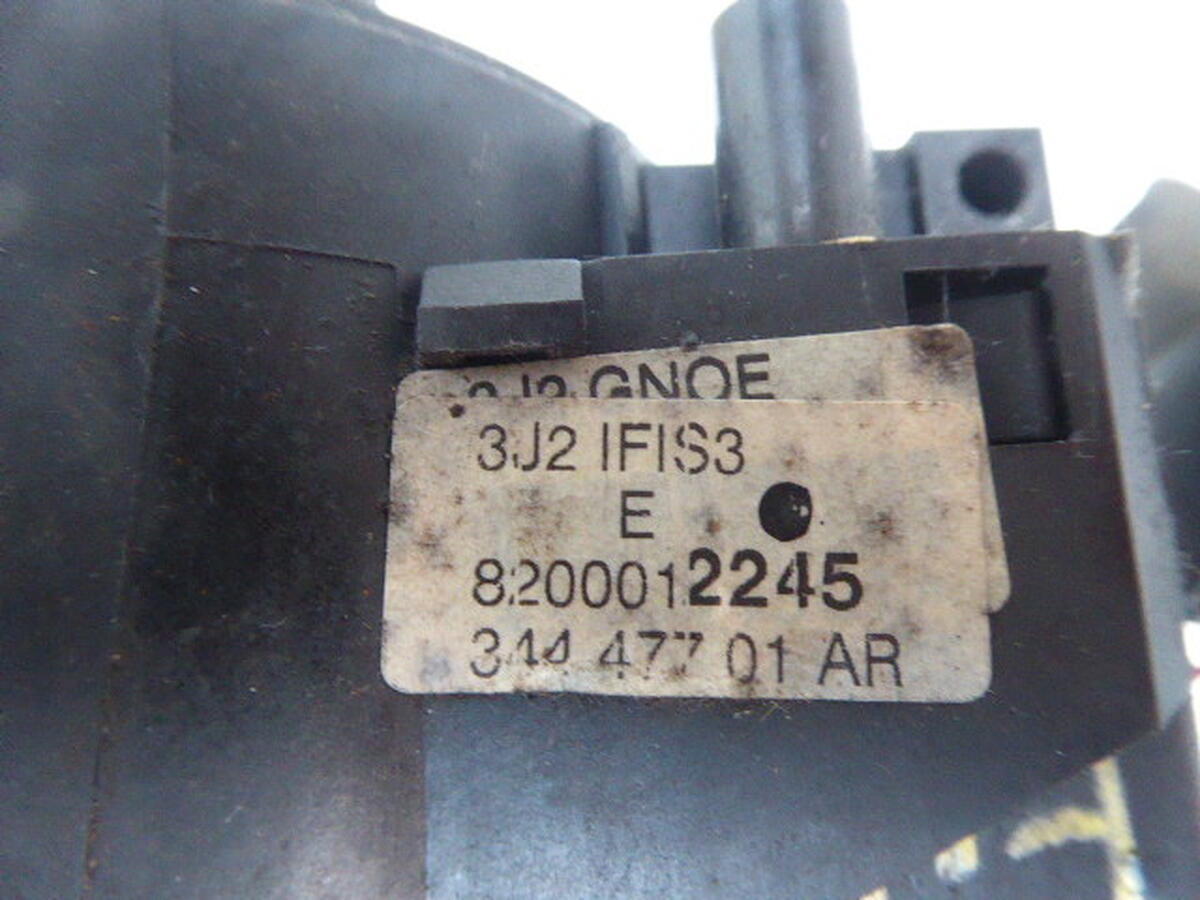 GNOE
3J2 IFIS3
E
8200012245
344 477 01 AR